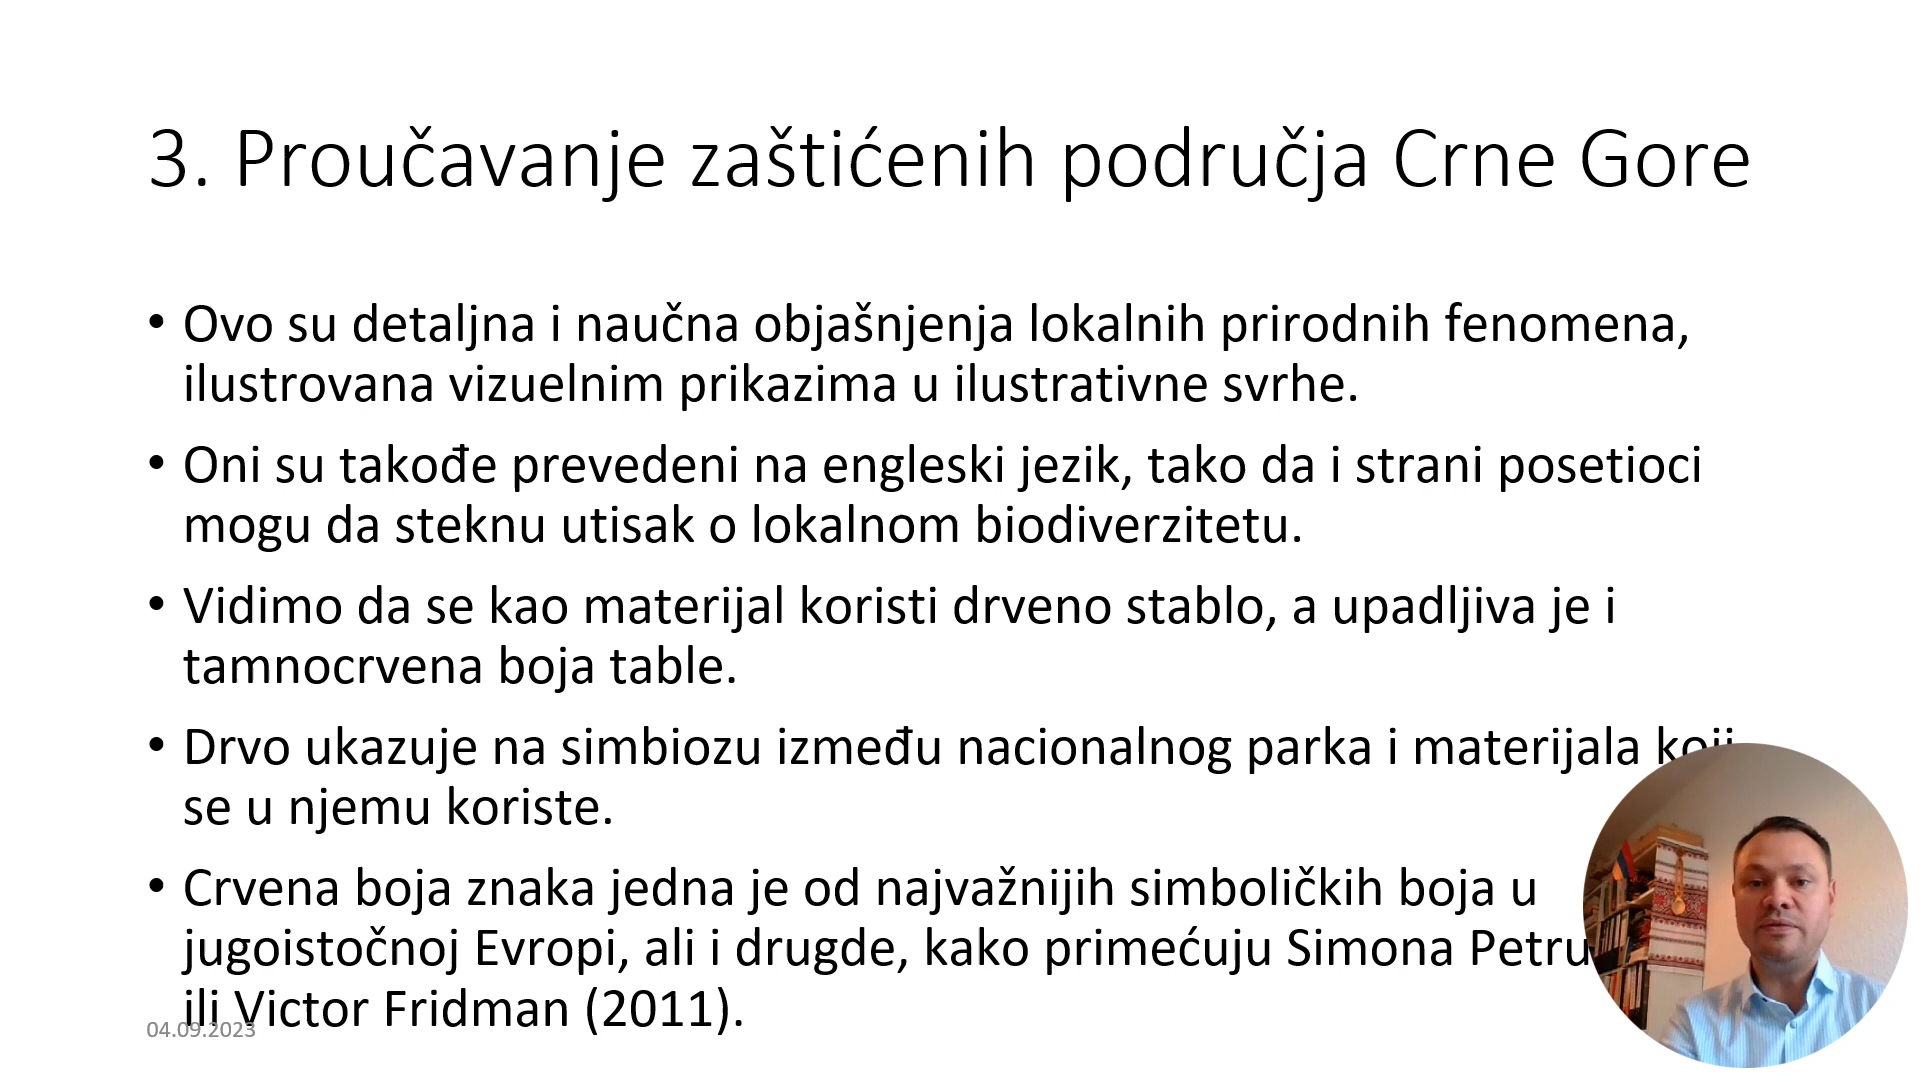 3. Proučavanje zaštićenih područja Crne Gore
• Ovo su detaljna i naučna objašnjenja lokalnih prirodnih fenomena,
ilustrovana vizuelnim prikazima u ilustrativne svrhe.
• Oni su takođe prevedeni na engleski jezik, tako da i strani posetioci
mogu da steknu utisak o lokalnom biodiverzitetu.
• Vidimo da se kao materijal koristi drveno stablo, a upadljiva je i
tamnocrvena boja table.
• Drvo ukazuje na simbiozu između nacionalnog parka i materijala koji
se u njemu koriste.
• Crvena boja znaka jedna je od najvažnijih simboličkih boja u
jugoistočnoj Evropi, ali i drugde, kako primećuju Simona
ili Victor Fridman (2011).
04.09.2023